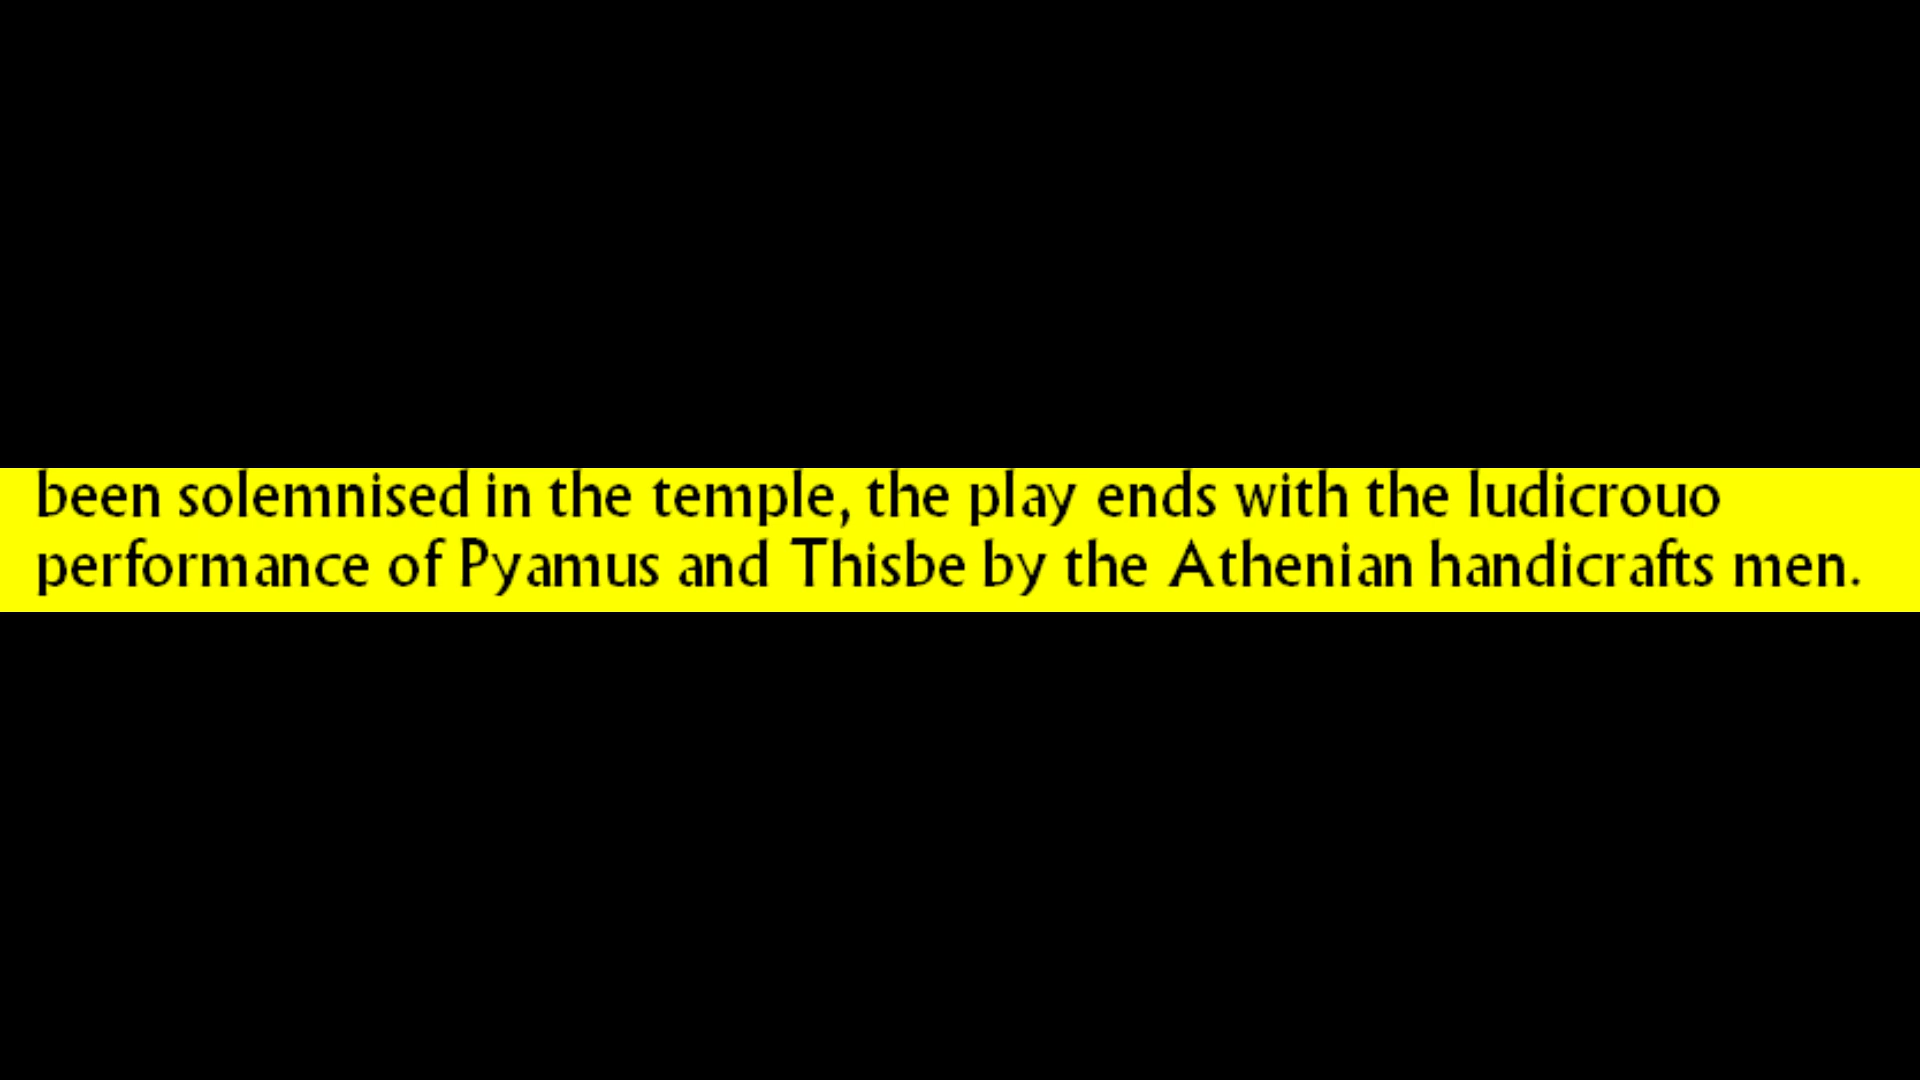 been solemnised in the temple, the play ends with the ludicrouo
performance of Pyamus and Thisbe by the Athenian handicrafts men.